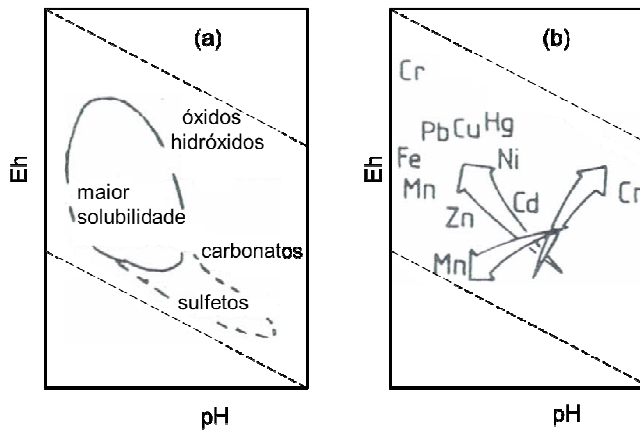 (a)
óxidos
hidróxidos
maior
solubilidade
carbonatos
sulfetos
Eh
pH
(b)
Cr
Pb Cu Hg
Fe
Ni
Mn
Cd
Cr
Zn
Mn
Eh
pH